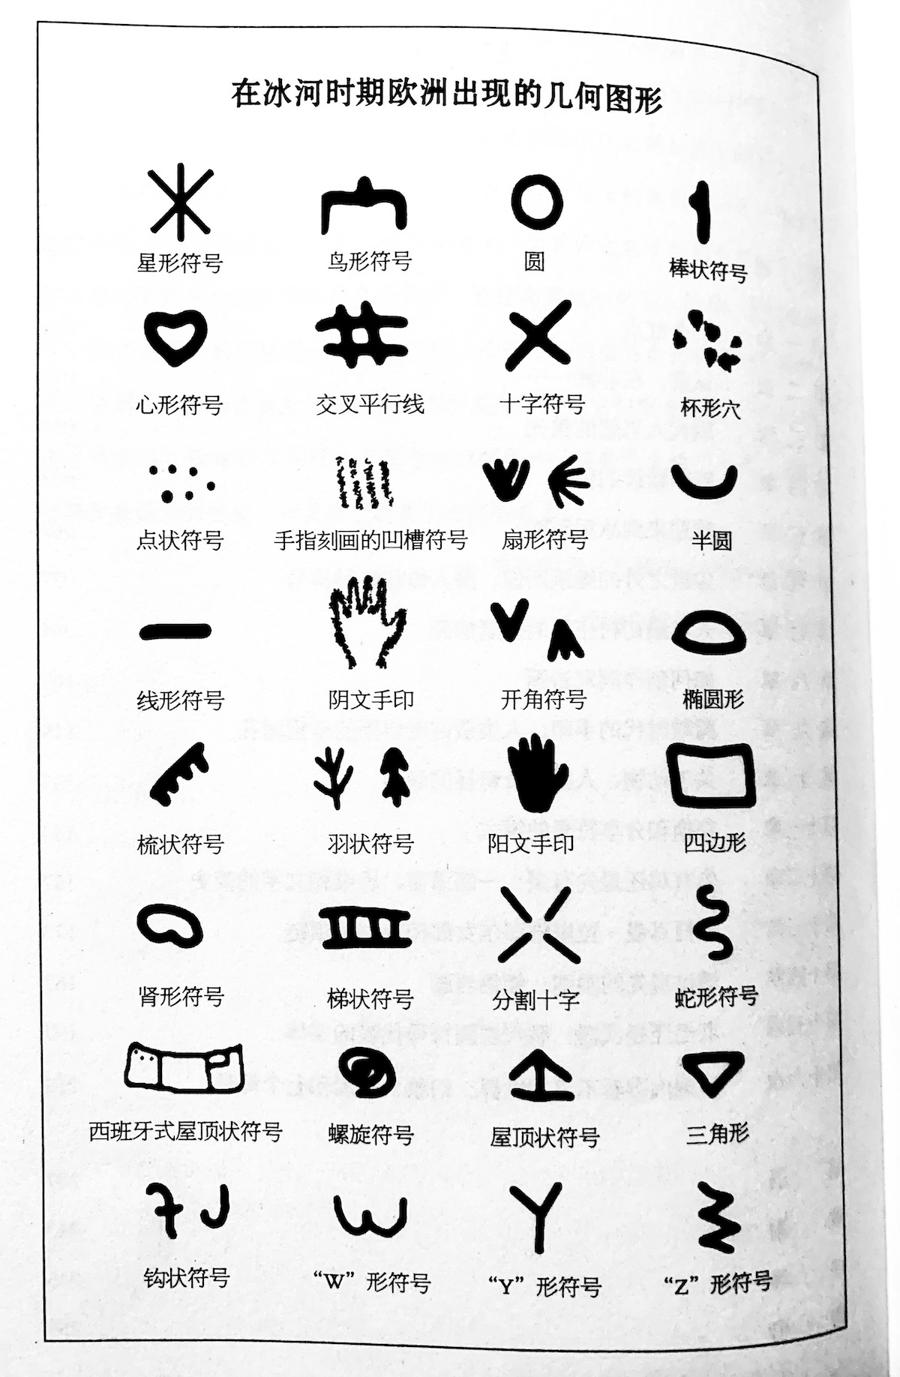 在冰河时期欧洲出现的几何图形
星形符号 鸟形符号 圆 棒状符号
心形符号 交叉平行线 十字符号 杯形穴
点状符号 手指刻画的凹槽符号 扇形符号 半圆
线形符号 阴文手印 开角符号 椭圆形
梳状符号 羽状符号 阳文手印 四边形
肾形符号 梯状符号 分割十字 蛇形符号
西班牙式屋顶状符号 螺旋符号 屋顶状符号 三角形
钩状符号 “W”形符号 “Y”形符号 “Z”形符号